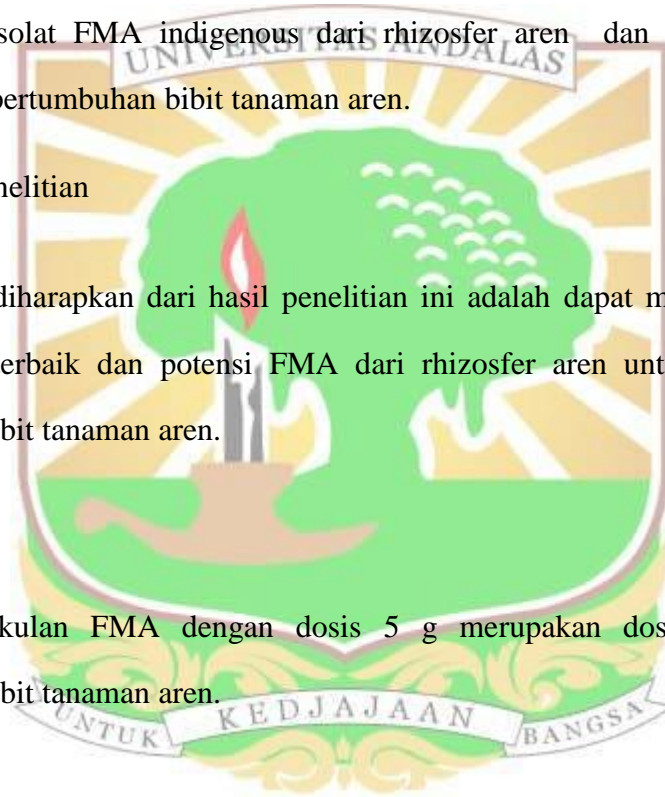 solat FMA indigenous dari rhizosfer aren dan
UNIVERSITAS ANDALAS
pertumbuhan bibit tanaman aren.
nelitian
diharapkan dari hasil penelitian ini adalah dapat m
erbaik dan potensi FMA dari rhizosfer aren unt
bit tanaman aren.
kulan FMA dengan dosis 5 g merupakan dos
bit tanaman aren.
UNTUK KEDJAJAAN BANGSA